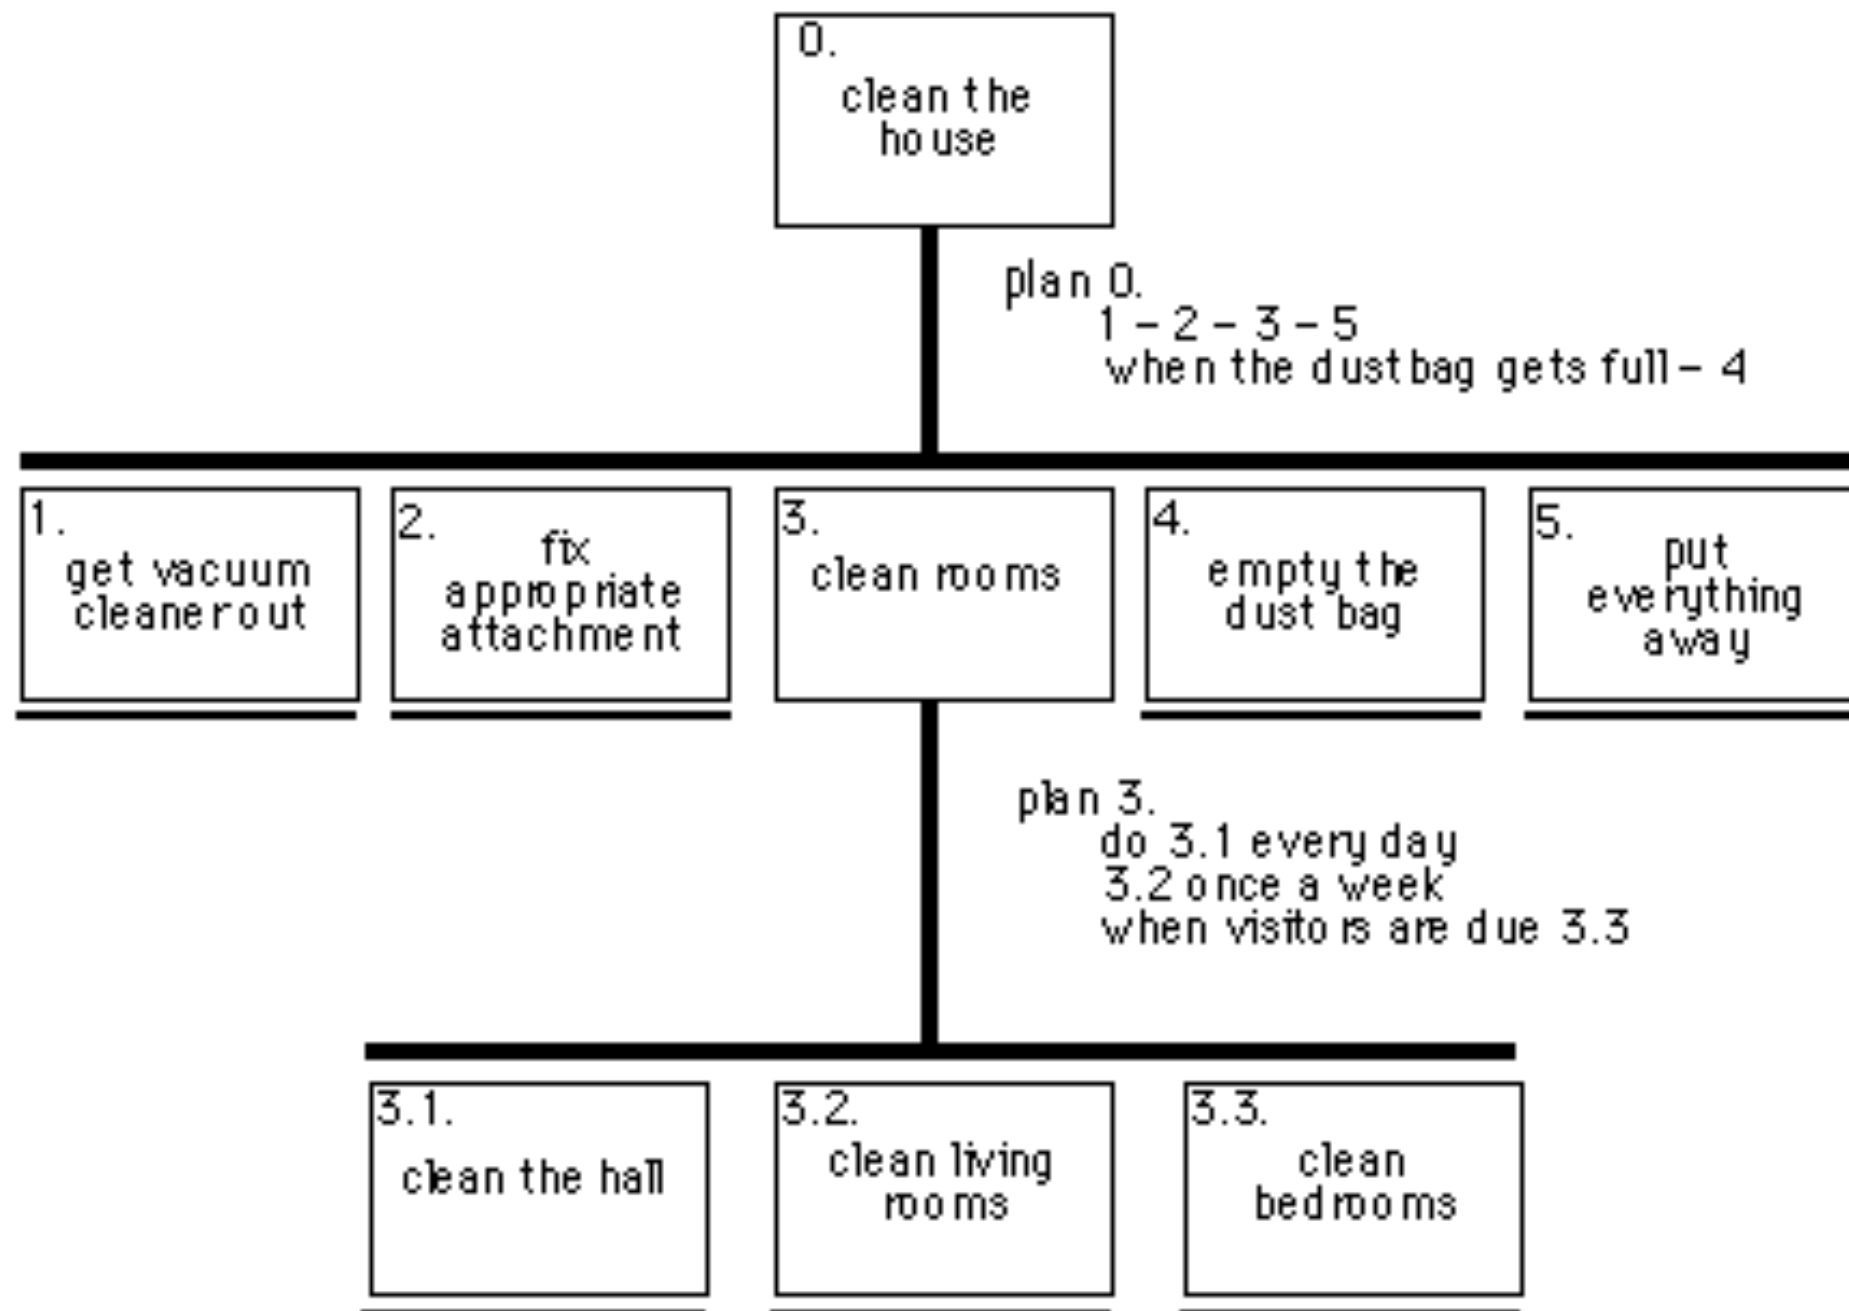 0.
clean the
house
plan 0.
1 - 2 - 3 - 5
when the dustbag gets full - 4
1.
get vacuum
cleaner out
2.
fix
appropriate
attachment
3.
clean rooms
4.
empty the
dust bag
5.
put
everything
away
plan 3.
do 3.1 every day
3.2 once a week
when visitors are due 3.3
3.1.
clean the hall
3.2.
clean living
rooms
3.3.
clean
bedrooms